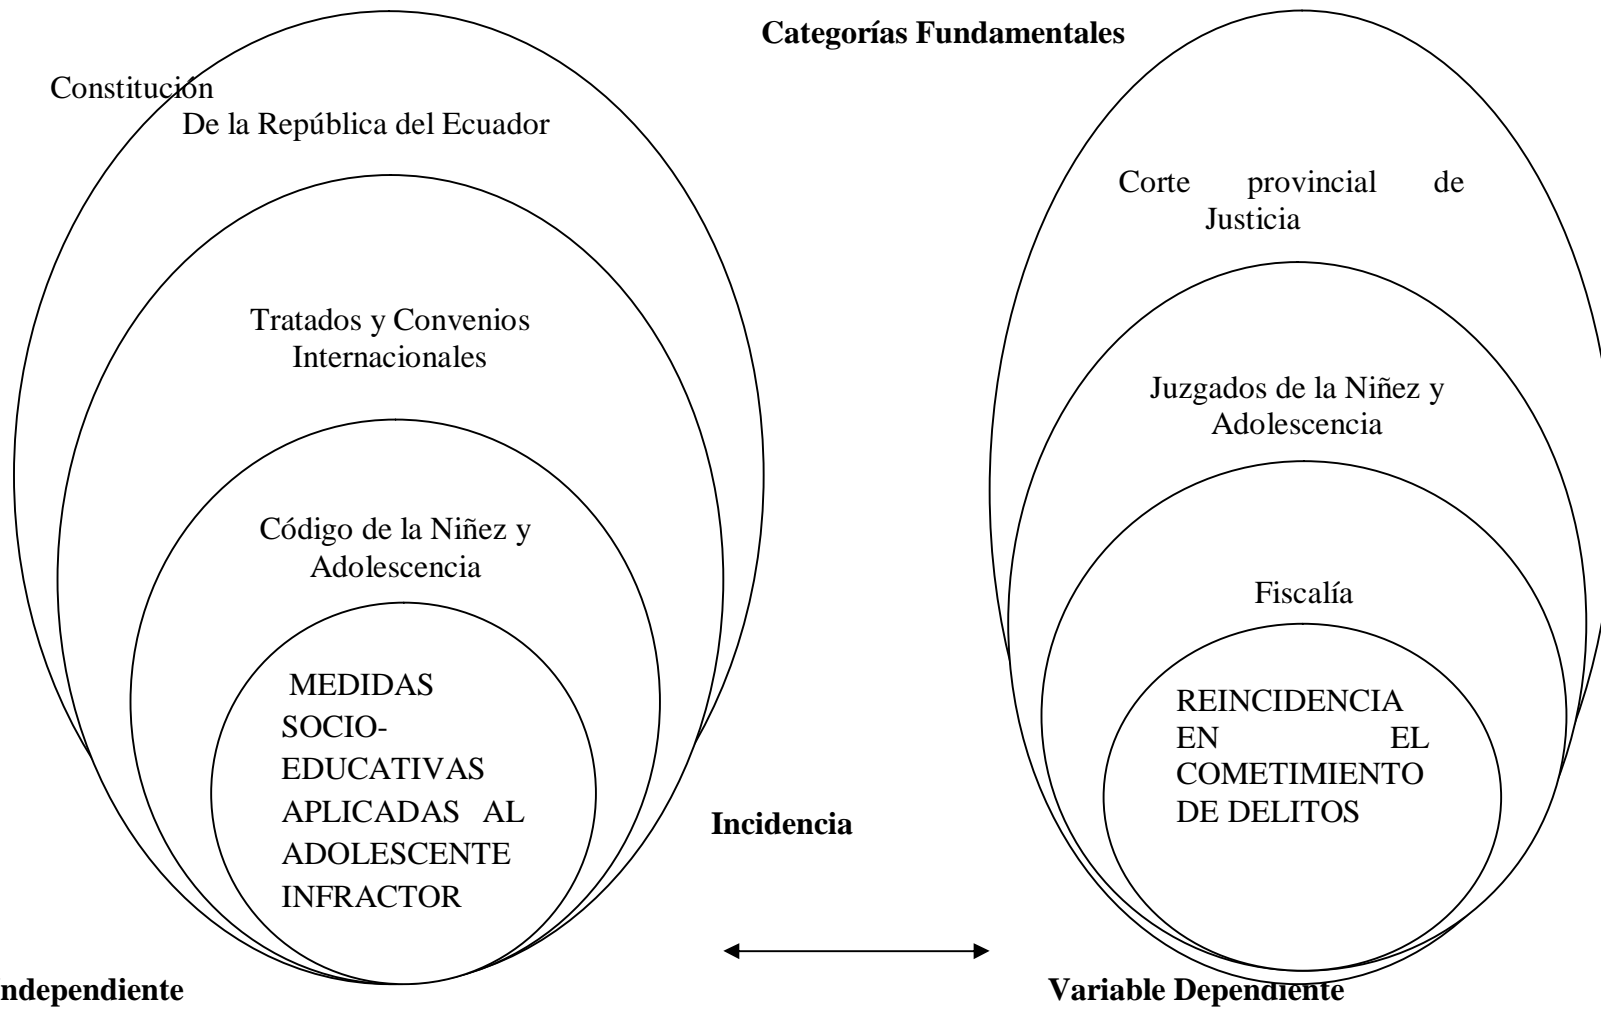 Categorías Fundamentales
Constitución
De la República del Ecuador
Tratados y Convenios
Internacionales
Código de la Niñez y
Adolescencia
MEDIDAS
SOCIO-
EDUCATIVAS
APLICADAS AL
ADOLESCENTE
INFRACTOR
Corte provincial de
Justicia
Juzgados de la Niñez y
Adolescencia
Fiscalía
REINCIDENCIA
EN EL
COMETIMIENTO
DE DELITOS
Incidencia
ndependiente
Variable Dependiente